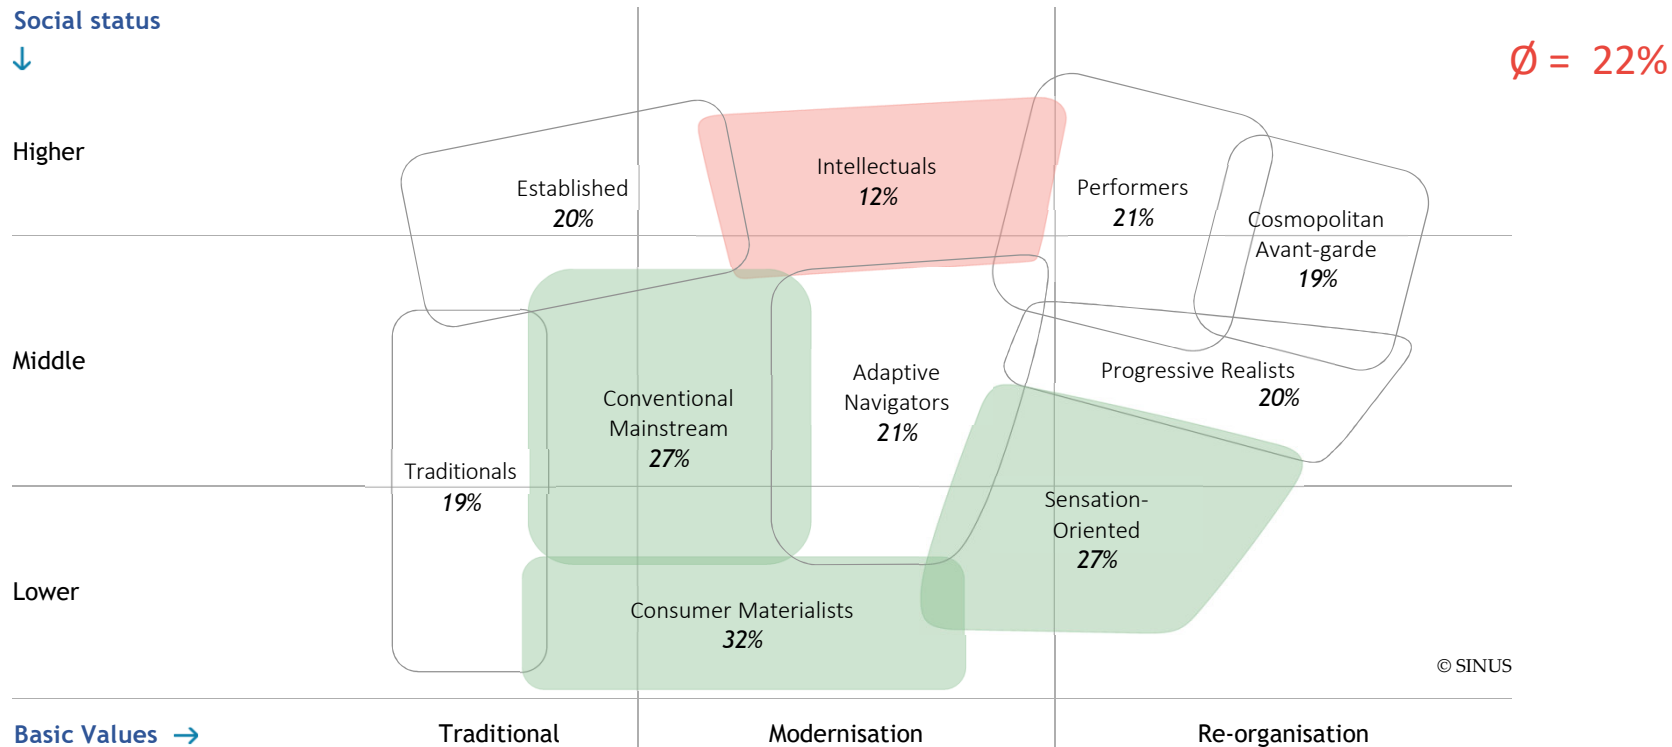 Social status
↓
Ø = 22%
Higher
Established
20%
Intellectuals
12%
Performers
21%
Cosmopolitan
Avant-garde
19%
Middle
Conventional
Mainstream
27%
Adaptive
Navigators
21%
Progressive Realists
20%
Traditionals
19%
Sensation-
Oriented
27%
Lower
Consumer Materialists
32%
© SINUS
Basic Values →
Traditional
Modernisation
Re-organisation